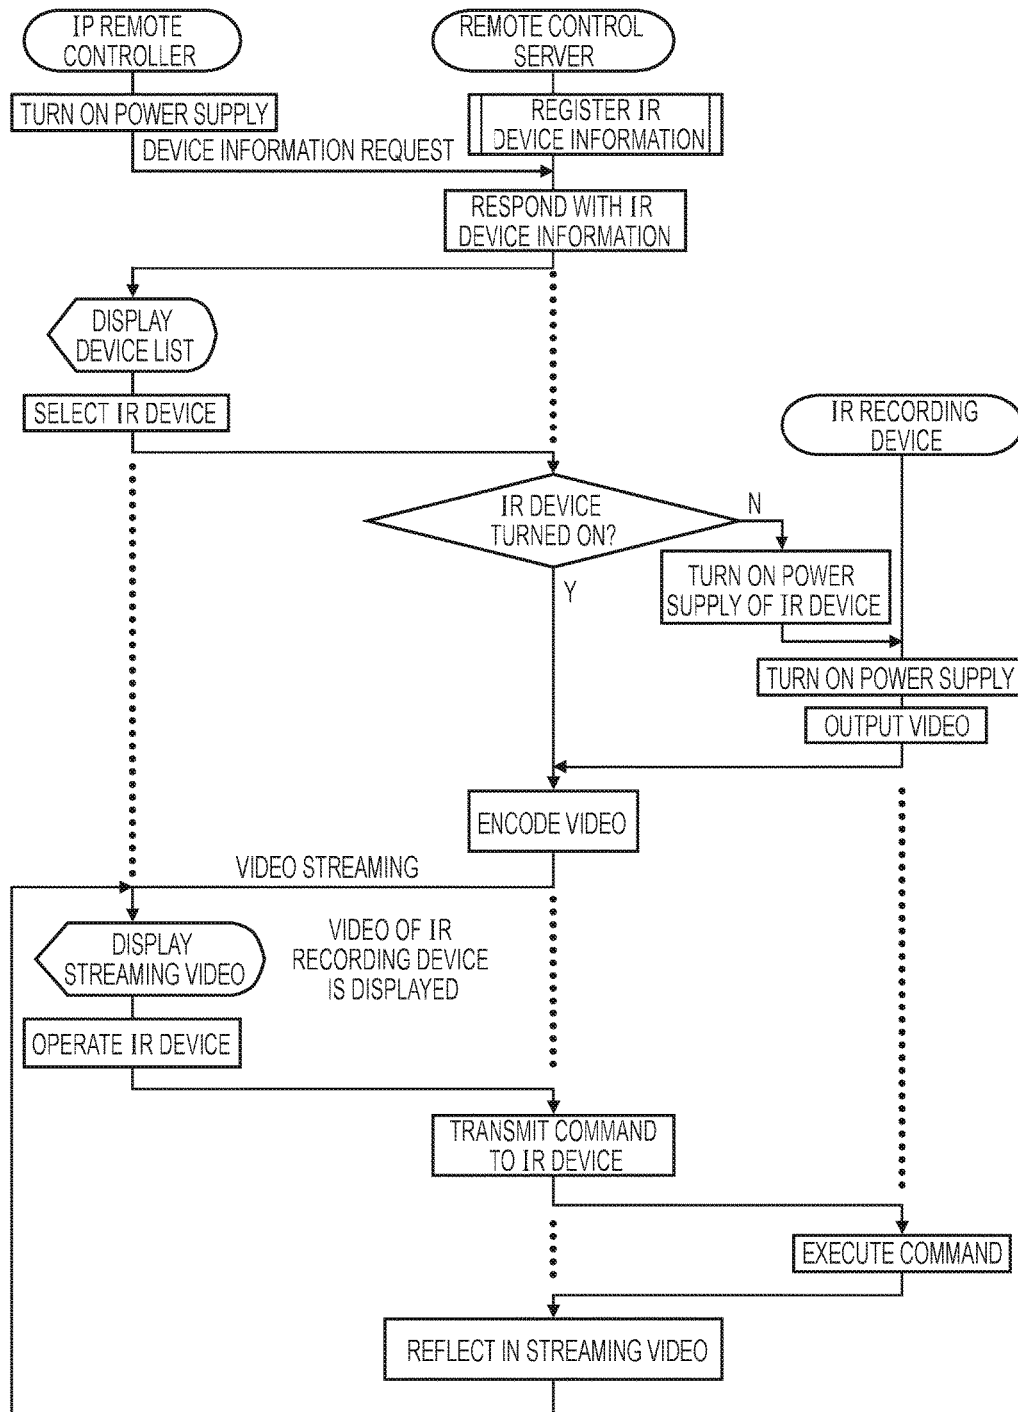 IP REMOTE
CONTROLLER
REMOTE CONTROL
SERVER
TURN ON POWER SUPPLY
REGISTER IR
DEVICE INFORMATION
DEVICE INFORMATION REQUEST
RESPOND WITH IR
DEVICE INFORMATION
DISPLAY
DEVICE LIST
SELECT IR DEVICE
IR RECORDING
DEVICE
IR DEVICE
TURNED ON?
N
Y
TURN ON POWER
SUPPLY OF IR DEVICE
TURN ON POWER SUPPLY
OUTPUT VIDEO
ENCODE VIDEO
VIDEO STREAMING
DISPLAY
STREAMING VIDEO
VIDEO OF IR
RECORDING DEVICE
IS DISPLAYED
OPERATE IR DEVICE
TRANSMIT COMMAND
TO IR DEVICE
EXECUTE COMMAND
REFLECT IN STREAMING VIDEO